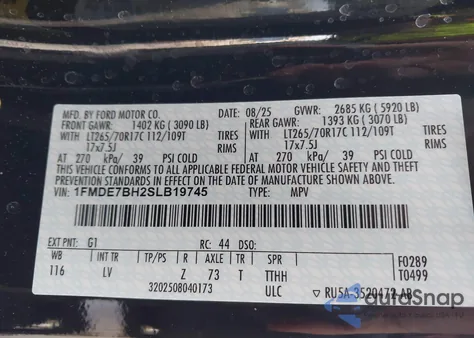 MFD. BY FORD MOTOR CO. 08/25 GVWR: 2685 KG ( 5920 LB)
FRONT GAWR: 1402 KG ( 3090 LB) REAR GAWR: 1393 KG ( 3070 LB)
WITH LT265/70R17C 112/109T TIRES WITH LT265/70R17C 112/109T TIRES
17x7.5J RIMS 17x7.5J RIMS
AT 270 kPa/ 39 PSI COLD AT 270 kPa/ 39 PSI COLD
THIS VEHICLE CONFORMS TO ALL APPLICABLE FEDERAL MOTOR VEHICLE SAFETY AND THEFT PREVENTION STANDARDS IN EFFECT ON THE DATE OF MANUFACTURE SHOWN ABOVE.
VIN: 1FMDE7BH2SLB19745 TYPE: MPV
EXT PNT: G1 RC: 44 DSO: F0289
WB INT TR TP/PS R AXLE TR SPR T0499
116 LV Z 73 T TTHH
3202508040173 ULC ▽ RU5A-3520472-AB
autoSnap